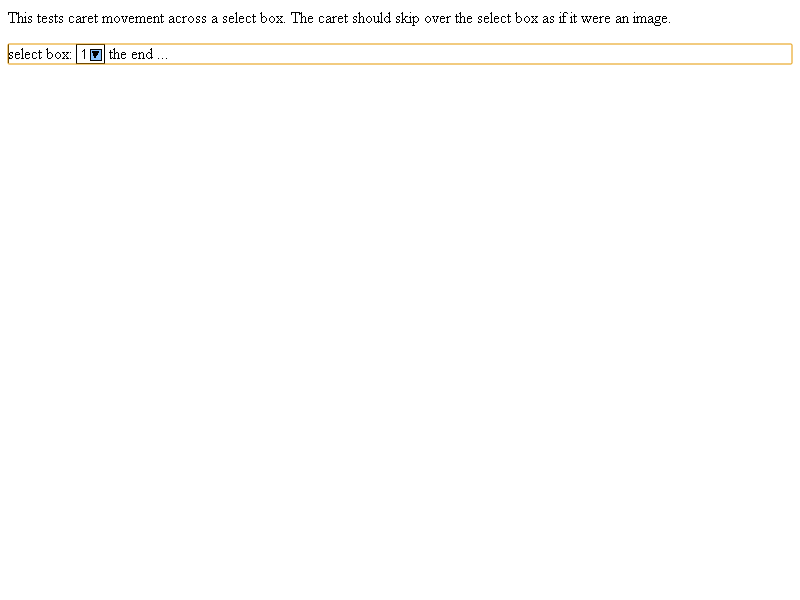 This tests caret movement across a select box. The caret should skip over the select box as if it were an image.
select box: 1 the end ...